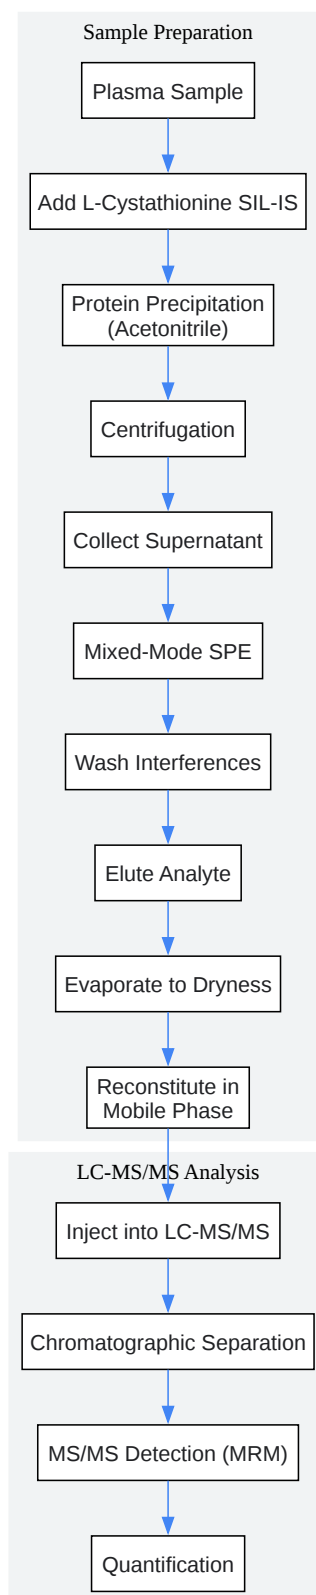 Sample Preparation
Plasma Sample
Add L-Cystathionine SIL-IS
Protein Precipitation
(Acetonitrile)
Centrifugation
Collect Supernatant
Mixed-Mode SPE
Wash Interferences
Elute Analyte
Evaporate to Dryness
Reconstitute in
Mobile Phase
LC-MS/MS Analysis
Inject into LC-MS/MS
Chromatographic Separation
MS/MS Detection (MRM)
Quantification